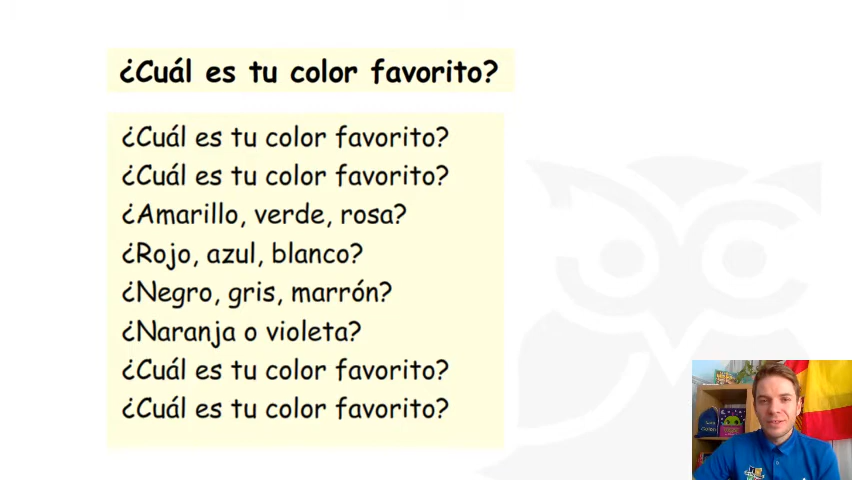 ¿Cuál es tu color favorito?
¿Cuál es tu color favorito?
¿Cuál es tu color favorito?
¿Amarillo, verde, rosa?
¿Rojo, azul, blanco?
¿Negro, gris, marrón?
¿Naranja o violeta?
¿Cuál es tu color favorito?
¿Cuál es tu color favorito?